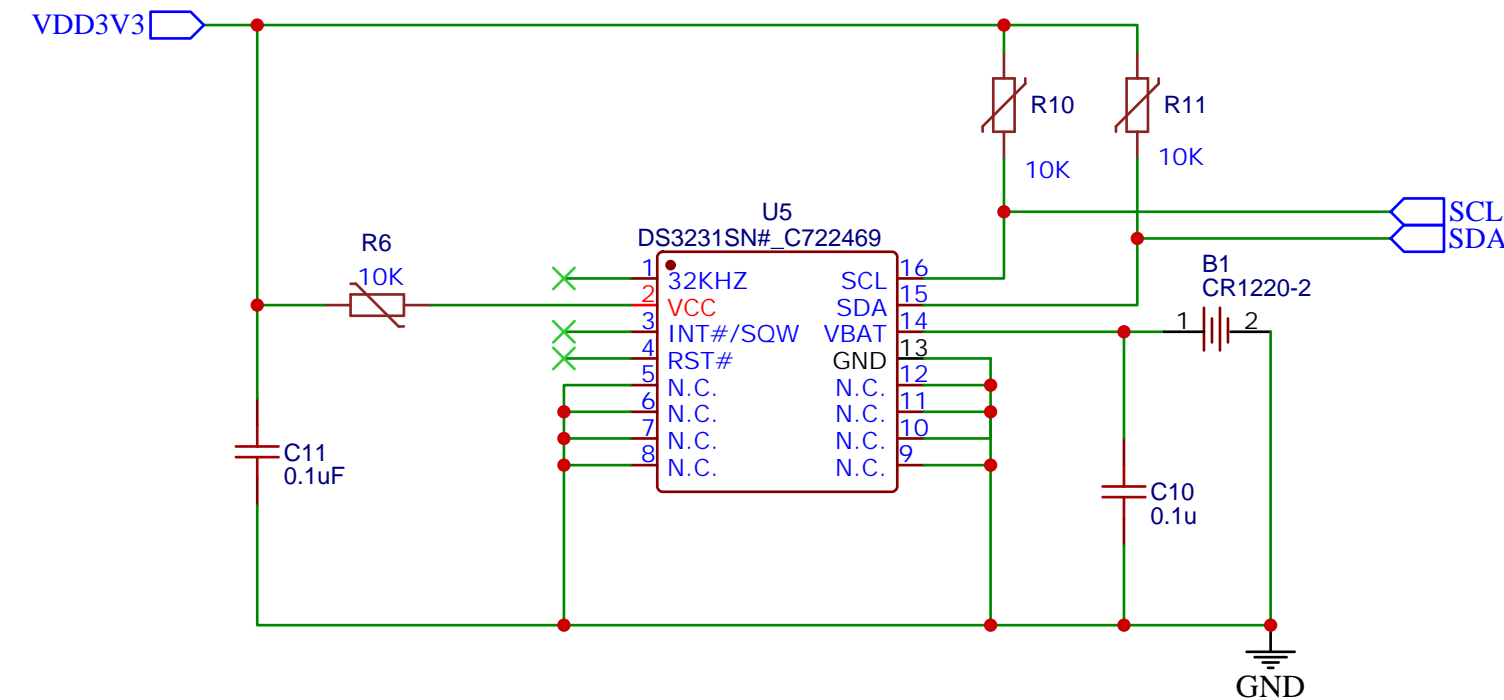 VDD3V3
R10
10K
R11
10K
SCL
SDA
R6
10K
U5
DS3231SN#_C722469
B1
CR1220-2
1 32KHZ SCL 16
2 VCC SDA 15
3 INT#/SQW VBAT 14
4 RST# GND 13
5 N.C. N.C. 12
6 N.C. N.C. 11
7 N.C. N.C. 10
8 N.C. N.C. 9
1 2
C11
0.1uF
C10
0.1u
GND